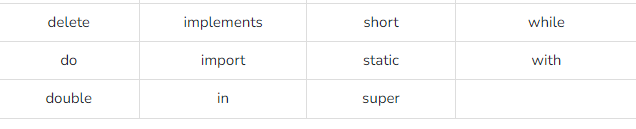 delete implements short while
do import static with
double in super